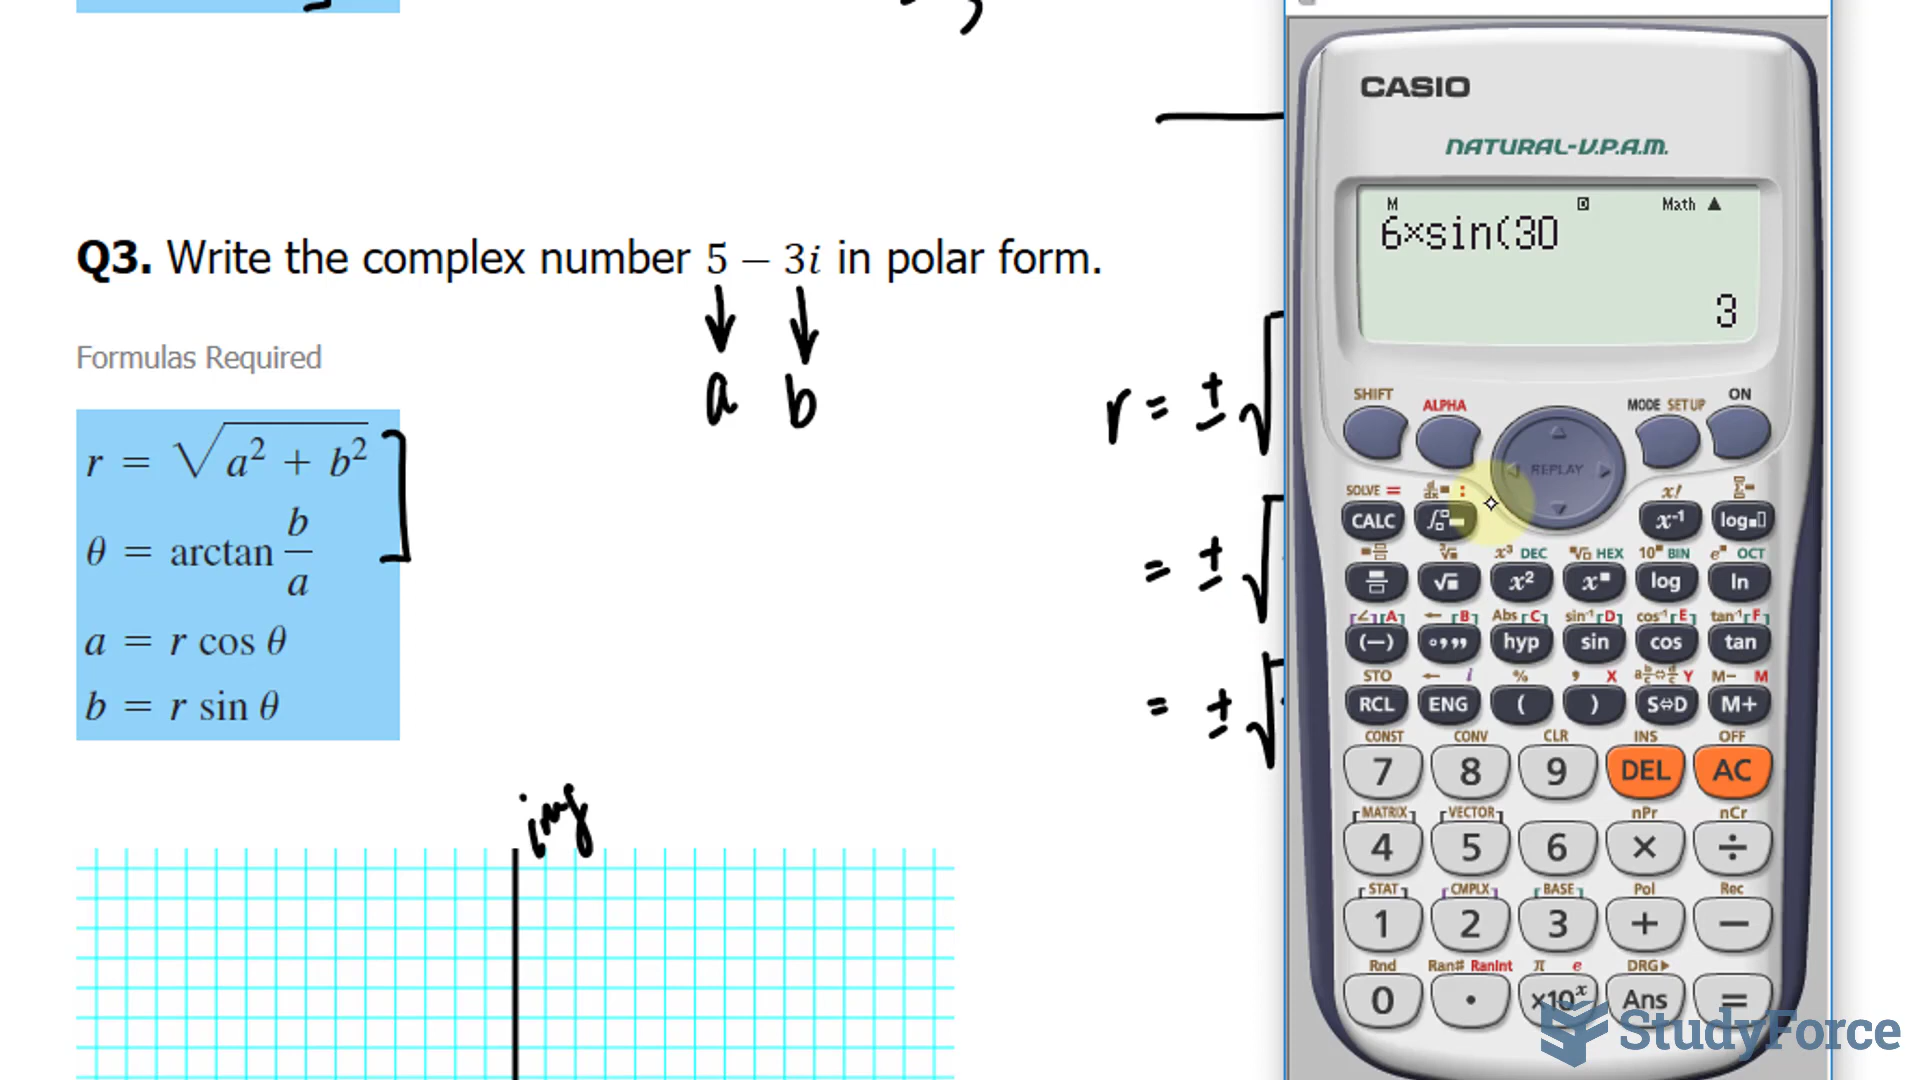 Q3. Write the complex number 5 − 3i in polar form.
a b
Formulas Required
r = √a² + b²
θ = arctan b/a
a = r cos θ
b = r sin θ
img
r = ± √
= ± √
= ± √
CASIO
NATURAL-V.P.A.M.
M D Math ▲
6×sin(30
3
SHIFT ALPHA MODE SETUP ON
REPLAY
SOLVE = d/dx = : x! Σ=
CALC ∫ x⁻¹ log
x³ DEC HEX 10 BIN e OCT
√ x² x log ln
∠ A ← B Abs C sin⁻¹ D cos⁻¹ E tan⁻¹ F
(−) °,,, hyp sin cos tan
STO ← i % , X a b/c⇔d/c Y M− M
RCL ENG ( ) S⇔D M+
CONST CONV CLR INS OFF
7 8 9 DEL AC
MATRIX VECTOR nPr nCr
4 5 6 × ÷
STAT CMPLX BASE Pol Rec
1 2 3 + −
Rnd Ran# RanInt π e DRG▶
0 . ×10ˣ Ans =
StudyForce